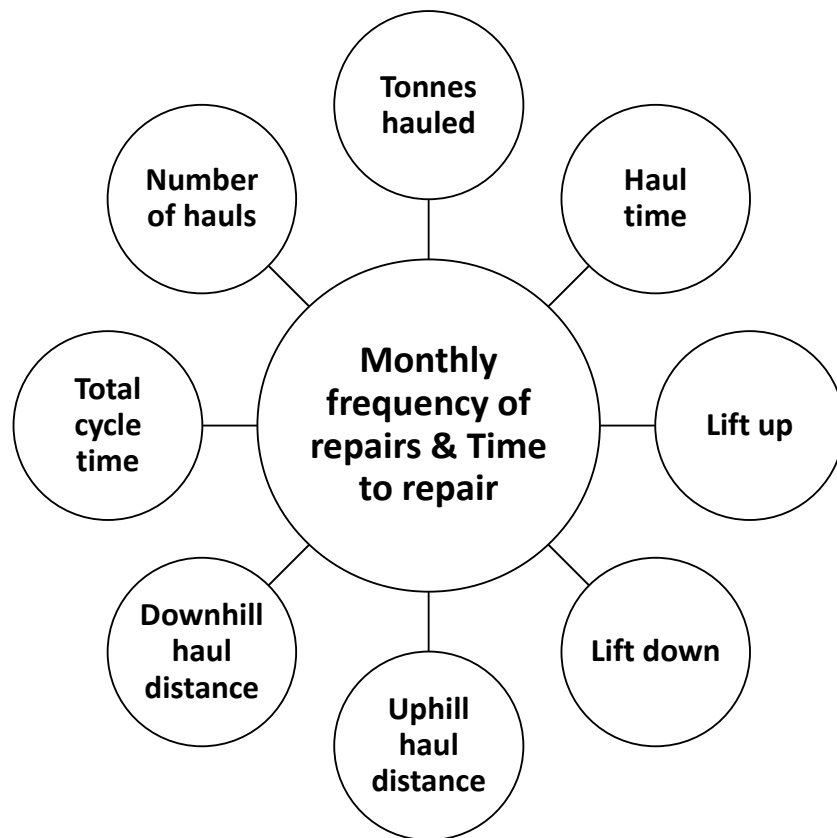 Tonnes
hauled
Number
of hauls
Haul
time
Monthly
frequency of
repairs & Time
to repair
Total
cycle
time
Lift up
Downhill
haul
distance
Lift down
Uphill
haul
distance